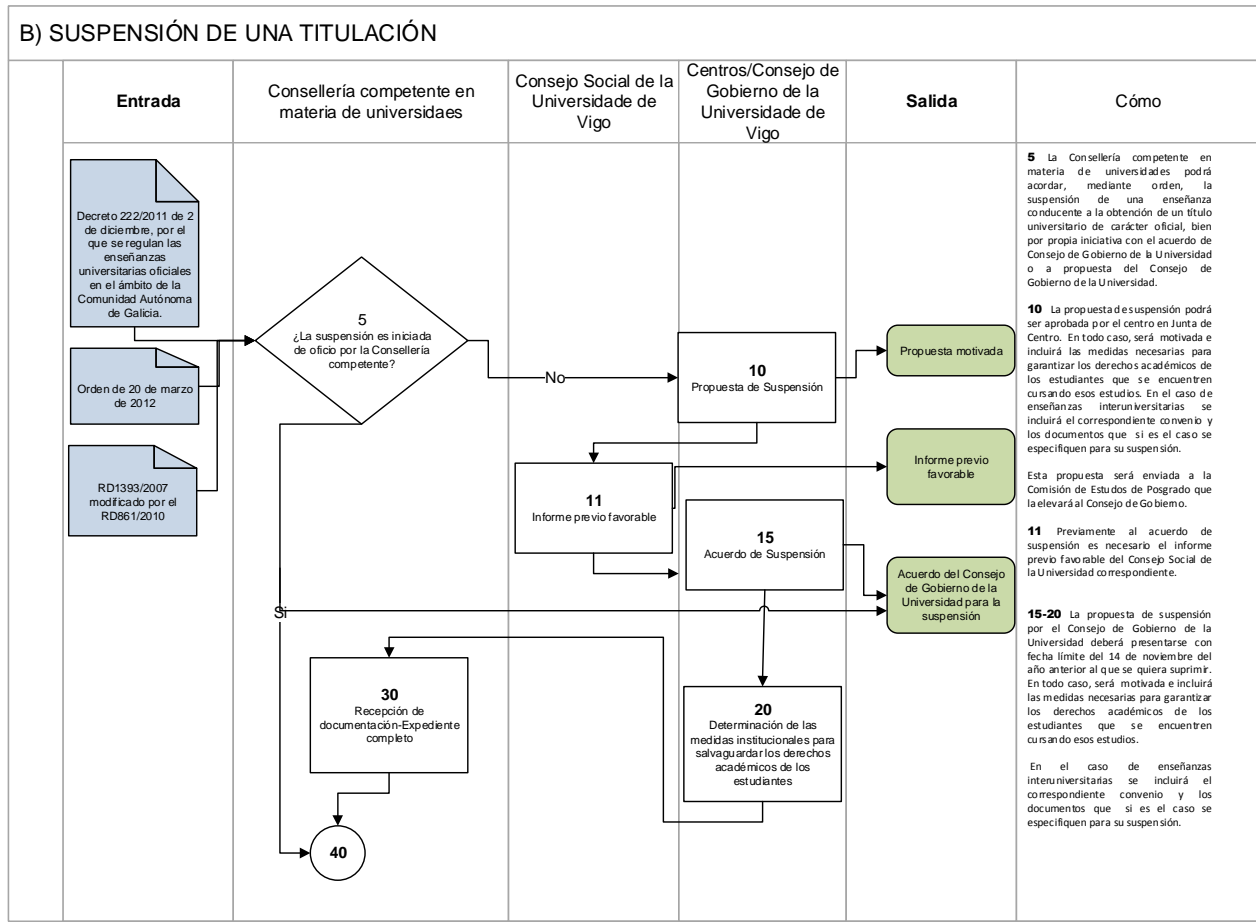 B) SUSPENSIÓN DE UNA TITULACIÓN
Entrada
Consellería competente en
materia de universidaes
Consejo Social de la
Universidade de
Vigo
Centros/Consejo de
Gobierno de la
Universidade de
Vigo
Salida
Cómo
Decreto 222/2011 de 2
de diciembre, por el
que se regulan las
enseñanzas
universitarias oficiales
en el ámbito de la
Comunidad Autónoma
de Galicia.
Orden de 20 de marzo
de 2012
RD1393/2007
modificado por el
RD861/2010
5
¿La suspensión es iniciada
de oficio por la Consellería
competente?
No
Si
10
Propuesta de Suspensión
11
Informe previo favorable
15
Acuerdo de Suspensión
20
Determinación de las
medidas institucionales para
salvaguardar los derechos
académicos de los
estudiantes
30
Recepción de
documentación-Expediente
completo
40
Propuesta motivada
Informe previo
favorable
Acuerdo del Consejo
de Gobierno de la
Universidad para la
suspensión
5 La Consellería competente en
materia de universidades podrá
acordar, mediante orden, la
suspensión de una enseñanza
conducente a la obtención de un título
universitario de carácter oficial, bien
por propia iniciativa con el acuerdo de
Consejo de Gobierno de la Universidad
o a propuesta del Consejo de
Gobierno de la Universidad.
10 La propuesta de suspensión podrá
ser aprobada por el centro en Junta de
Centro. En todo caso, será motivada e
incluirá las medidas necesarias para
garantizar los derechos académicos de
los estudiantes que se encuentren
cursando esos estudios. En el caso de
enseñanzas interuniversitarias se
incluirá el correspondiente convenio y
los documentos que si es el caso se
especifiquen para su suspensión.
Esta propuesta será enviada a la
Comisión de Estudios de Posgrado que
la elevará al Consejo de Gobierno.
11 Previamente al acuerdo de
suspensión es necesario el informe
previo favorable del Consejo Social de
la Universidad correspondiente.
15-20 La propuesta de suspensión
por el Consejo de Gobierno de la
Universidad deberá presentarse con
fecha límite del 14 de noviembre del
año anterior al que se quiera suprimir.
En todo caso, será motivada e incluirá
las medidas necesarias para garantizar
los derechos académicos de los
estudiantes que se encuentren
cursando esos estudios.
En el caso de enseñanzas
interuniversitarias se incluirá el
correspondiente convenio y los
documentos que si es el caso se
especifiquen para su suspensión.